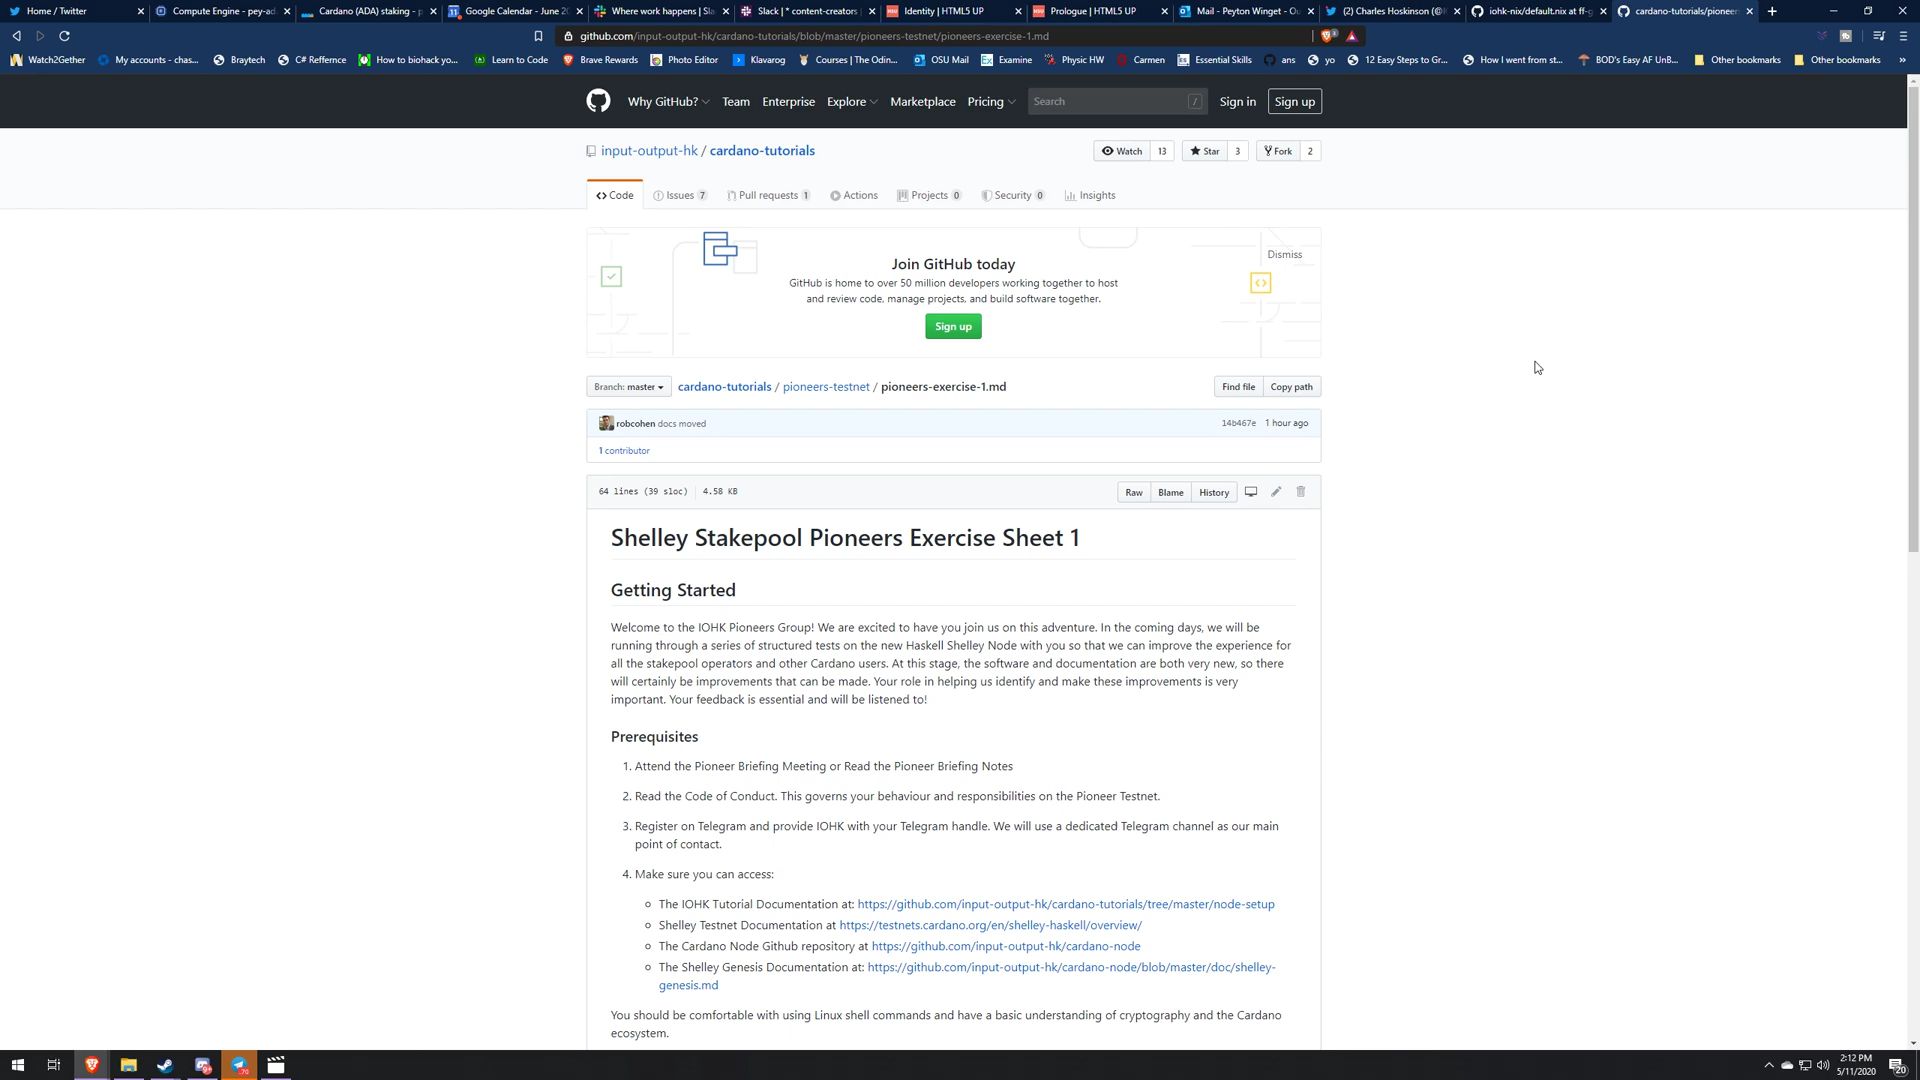 Home / Twitter
Compute Engine - pey-ad
Cardano (ADA) staking - p
Google Calendar - June 20
Where work happens | Sla
Slack | * content-creators
Identity | HTML5 UP
Prologue | HTML5 UP
Mail - Peyton Winget - Ou
(2) Charles Hoskinson (@I
iohk-nix/default.nix at ff-g
cardano-tutorials/pioneer
github.com/input-output-hk/cardano-tutorials/blob/master/pioneers-testnet/pioneers-exercise-1.md
Watch2Gether My accounts - chas... Braytech C# Reffernce How to biohack yo... Learn to Code Brave Rewards Photo Editor Klavarog Courses | The Odin... OSU Mail Examine Physic HW Carmen Essential Skills ans yo 12 Easy Steps to Gr... How I went from st... BOD's Easy AF UnB... Other bookmarks Other bookmarks »
Why GitHub? Team Enterprise Explore Marketplace Pricing Search / Sign in Sign up
input-output-hk / cardano-tutorials
Watch 13 Star 3 Fork 2
Code Issues 7 Pull requests 1 Actions Projects 0 Security 0 Insights
Dismiss
Join GitHub today
GitHub is home to over 50 million developers working together to host
and review code, manage projects, and build software together.
Sign up
Branch: master cardano-tutorials / pioneers-testnet / pioneers-exercise-1.md Find file Copy path
robcohen docs moved 14b467e 1 hour ago
1 contributor
64 lines (39 sloc) 4.58 KB Raw Blame History
Shelley Stakepool Pioneers Exercise Sheet 1
Getting Started
Welcome to the IOHK Pioneers Group! We are excited to have you join us on this adventure. In the coming days, we will be
running through a series of structured tests on the new Haskell Shelley Node with you so that we can improve the experience for
all the stakepool operators and other Cardano users. At this stage, the software and documentation are both very new, so there
will certainly be improvements that can be made. Your role in helping us identify and make these improvements is very
important. Your feedback is essential and will be listened to!
Prerequisites
1. Attend the Pioneer Briefing Meeting or Read the Pioneer Briefing Notes
2. Read the Code of Conduct. This governs your behaviour and responsibilities on the Pioneer Testnet.
3. Register on Telegram and provide IOHK with your Telegram handle. We will use a dedicated Telegram channel as our main
point of contact.
4. Make sure you can access:
The IOHK Tutorial Documentation at: https://github.com/input-output-hk/cardano-tutorials/tree/master/node-setup
Shelley Testnet Documentation at https://testnets.cardano.org/en/shelley-haskell/overview/
The Cardano Node Github repository at https://github.com/input-output-hk/cardano-node
The Shelley Genesis Documentation at: https://github.com/input-output-hk/cardano-node/blob/master/doc/shelley-
genesis.md
You should be comfortable with using Linux shell commands and have a basic understanding of cryptography and the Cardano
ecosystem.
2:12 PM
5/11/2020
20